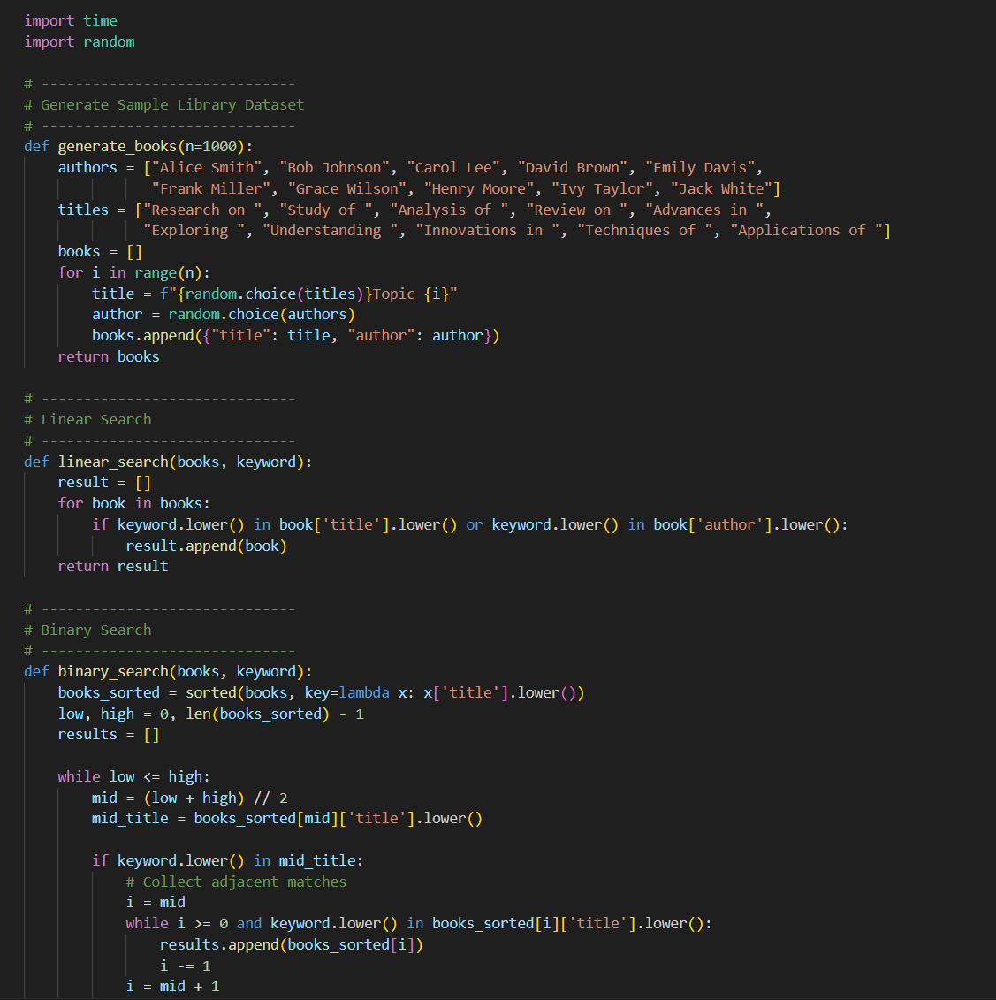 import time
import random
# ------------------------------
# Generate Sample Library Dataset
# ------------------------------
def generate_books(n=1000):
    authors = ["Alice Smith", "Bob Johnson", "Carol Lee", "David Brown", "Emily Davis",
               "Frank Miller", "Grace Wilson", "Henry Moore", "Ivy Taylor", "Jack White"]
    titles = ["Research on ", "Study of ", "Analysis of ", "Review on ", "Advances in ",
              "Exploring ", "Understanding ", "Innovations in ", "Techniques of ", "Applications of "]
    books = []
    for i in range(n):
        title = f"{random.choice(titles)}Topic_{i}"
        author = random.choice(authors)
        books.append({"title": title, "author": author})
    return books
# ------------------------------
# Linear Search
# ------------------------------
def linear_search(books, keyword):
    result = []
    for book in books:
        if keyword.lower() in book['title'].lower() or keyword.lower() in book['author'].lower():
            result.append(book)
    return result
# ------------------------------
# Binary Search
# ------------------------------
def binary_search(books, keyword):
    books_sorted = sorted(books, key=lambda x: x['title'].lower())
    low, high = 0, len(books_sorted) - 1
    results = []
    while low <= high:
        mid = (low + high) // 2
        mid_title = books_sorted[mid]['title'].lower()
        if keyword.lower() in mid_title:
            # Collect adjacent matches
            i = mid
            while i >= 0 and keyword.lower() in books_sorted[i]['title'].lower():
                results.append(books_sorted[i])
                i -= 1
            i = mid + 1